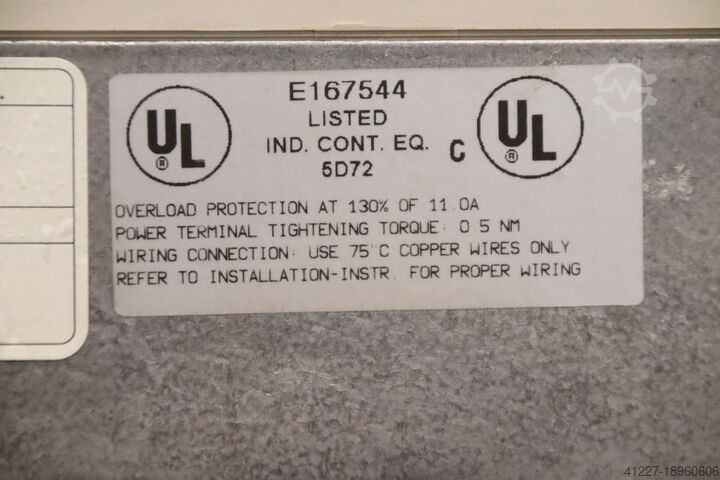 UL ® E167544 C UL ®
LISTED
IND. CONT. EQ.
5D72
OVERLOAD PROTECTION AT 130% OF 11.0A
POWER TERMINAL TIGHTENING TORQUE: 0.5 NM
WIRING CONNECTION: USE 75°C COPPER WIRES ONLY
REFER TO INSTALLATION-INSTR. FOR PROPER WIRING
41227-18960606